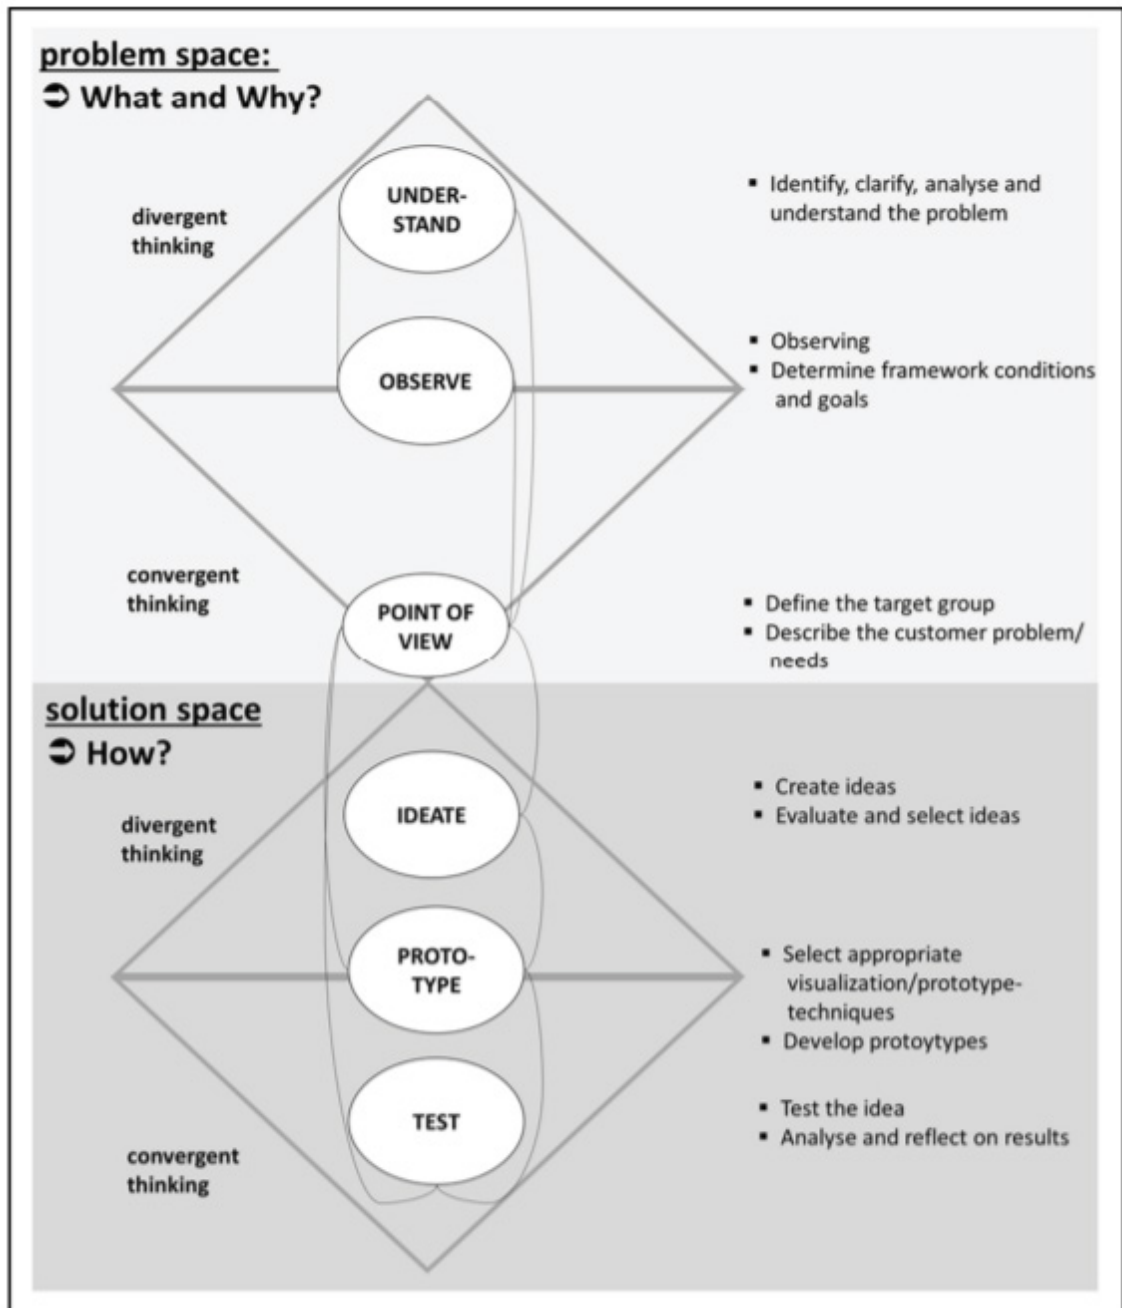 problem space:
➲ What and Why?
UNDER-
STAND
divergent
thinking
▪ Identify, clarify, analyse and
understand the problem
OBSERVE
▪ Observing
▪ Determine framework conditions
and goals
convergent
thinking
POINT OF
VIEW
▪ Define the target group
▪ Describe the customer problem/
needs
solution space
➲ How?
IDEATE
divergent
thinking
▪ Create ideas
▪ Evaluate and select ideas
PROTO-
TYPE
▪ Select appropriate
visualization/prototype-
techniques
▪ Develop protoytypes
TEST
▪ Test the idea
▪ Analyse and reflect on results
convergent
thinking